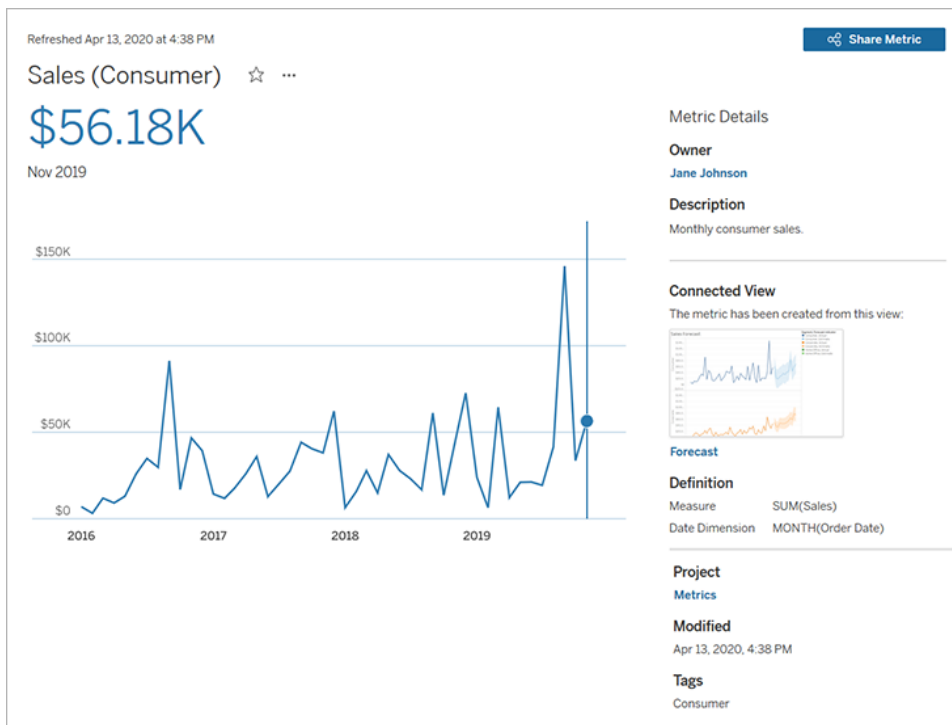 Refreshed Apr 13, 2020 at 4:38 PM
Share Metric
Sales (Consumer)
$56.18K
Nov 2019
$150K
$100K
$50K
$0
2016
2017
2018
2019
Metric Details
Owner
Jane Johnson
Description
Monthly consumer sales.
Connected View
The metric has been created from this view:
Sales Forecast
Forecast
Definition
Measure SUM(Sales)
Date Dimension MONTH(Order Date)
Project
Metrics
Modified
Apr 13, 2020, 4:38 PM
Tags
Consumer